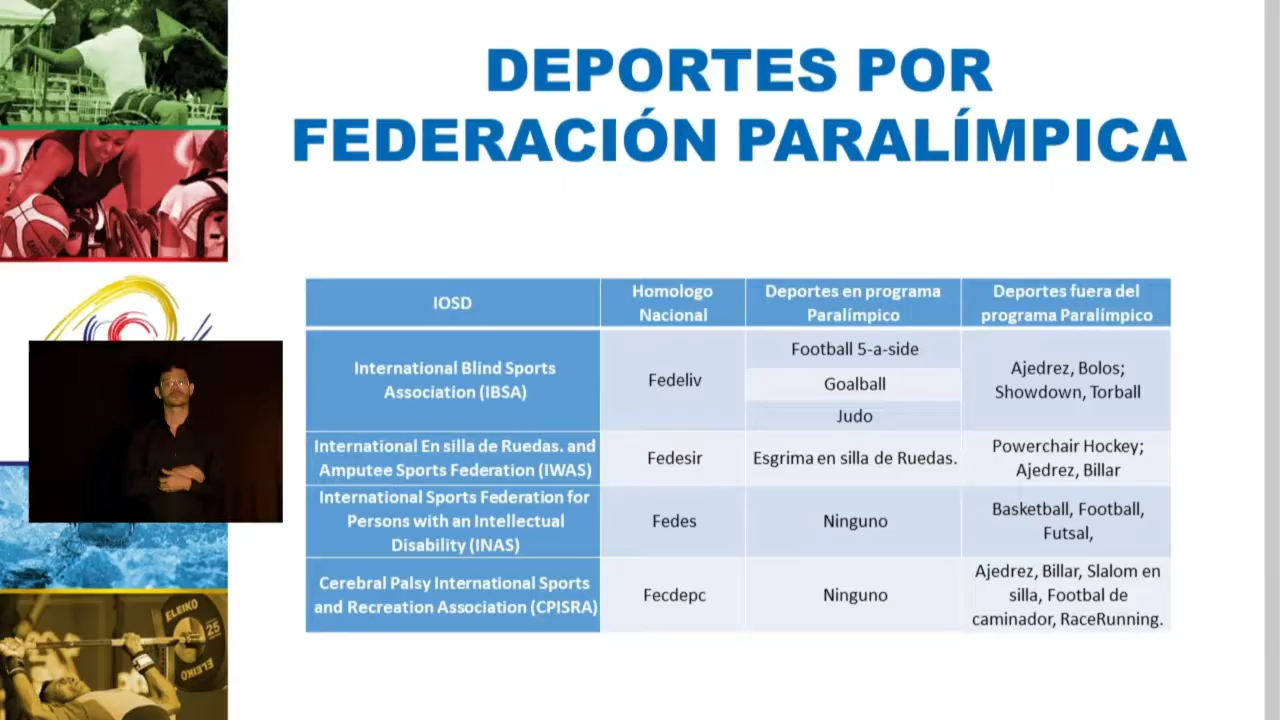 DEPORTES POR
FEDERACIÓN PARALÍMPICA
IOSD
Homologo
Nacional
Deportes en programa
Paralímpico
Deportes fuera del
programa Paralímpico
International Blind Sports
Association (IBSA)
Fedeliv
Football 5-a-side
Goalball
Judo
Ajedrez, Bolos;
Showdown, Torball
International En silla de Ruedas. and
Amputee Sports Federation (IWAS)
Fedesir
Esgrima en silla de Ruedas.
Powerchair Hockey;
Ajedrez, Billar
International Sports Federation for
Persons with an Intellectual
Disability (INAS)
Fedes
Ninguno
Basketball, Football,
Futsal,
Cerebral Palsy International Sports
and Recreation Association (CPISRA)
Fecdepc
Ninguno
Ajedrez, Billar, Slalom en
silla, Footbal de
caminador, RaceRunning.
ELEIKO
25
ELEIKO